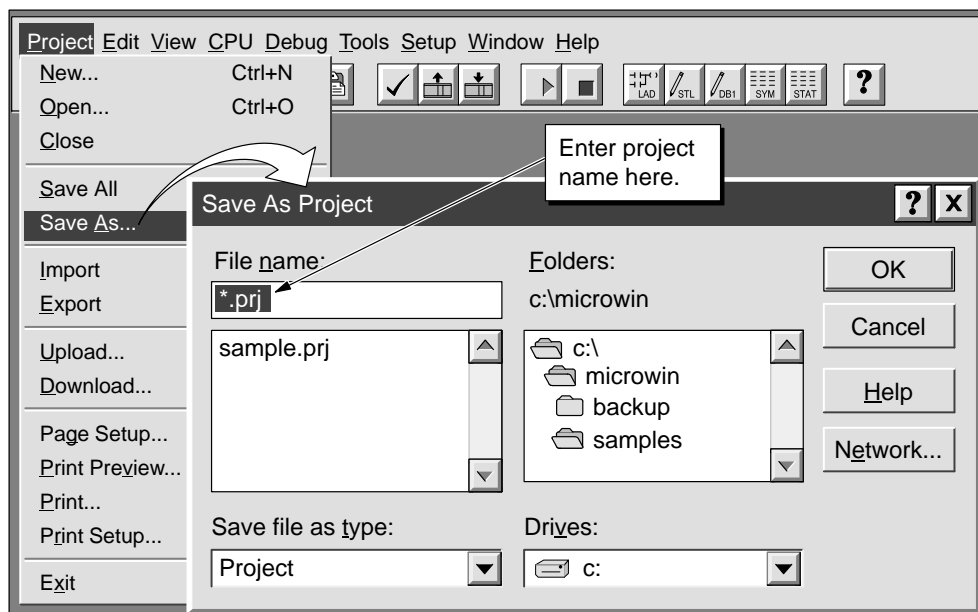 Project Edit View CPU Debug Tools Setup Window Help
New... Ctrl+N
Open... Ctrl+O
Close
Save All
Save As...
Import
Export
Upload...
Download...
Page Setup...
Print Preview...
Print...
Print Setup...
Exit
LAD STL DB1 SYM STAT ?
Enter project
name here.
Save As Project ? X
File name:
*.prj
sample.prj
Save file as type:
Project
Folders:
c:\microwin
c:\
microwin
backup
samples
Drives:
c:
OK
Cancel
Help
Network...